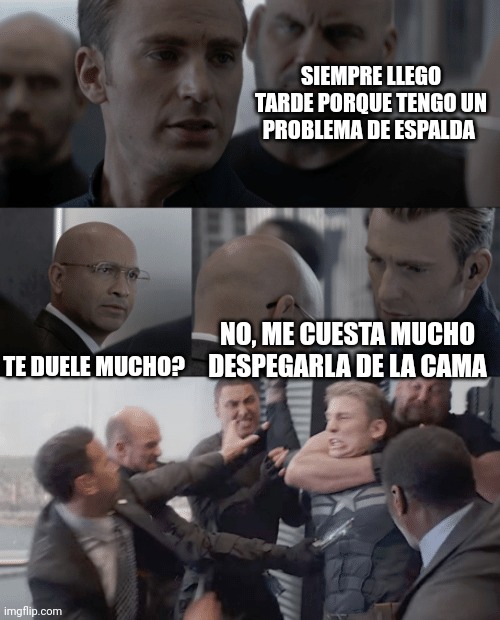 SIEMPRE LLEGO
TARDE PORQUE TENGO UN
PROBLEMA DE ESPALDA
TE DUELE MUCHO?
NO, ME CUESTA MUCHO
DESPEGARLA DE LA CAMA
imgflip.com